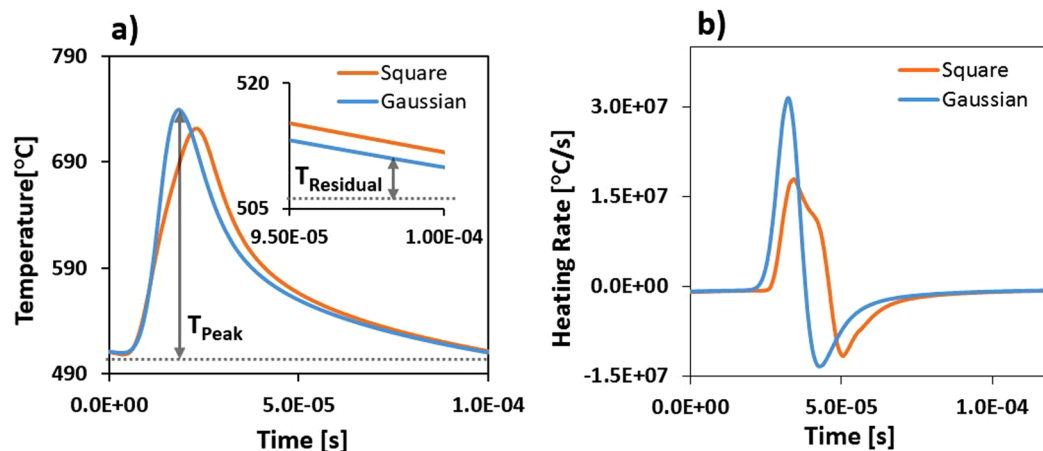 a)
790
690
590
490
Temperature[°C]
0.0E+00
5.0E-05
1.0E-04
Time [s]
T_Peak
Square
Gaussian
520
505
T_Residual
9.50E-05
1.00E-04
b)
Square
Gaussian
3.0E+07
1.5E+07
0.0E+00
-1.5E+07
Heating Rate [°C/s]
0.0E+00
5.0E-05
1.0E-04
Time [s]